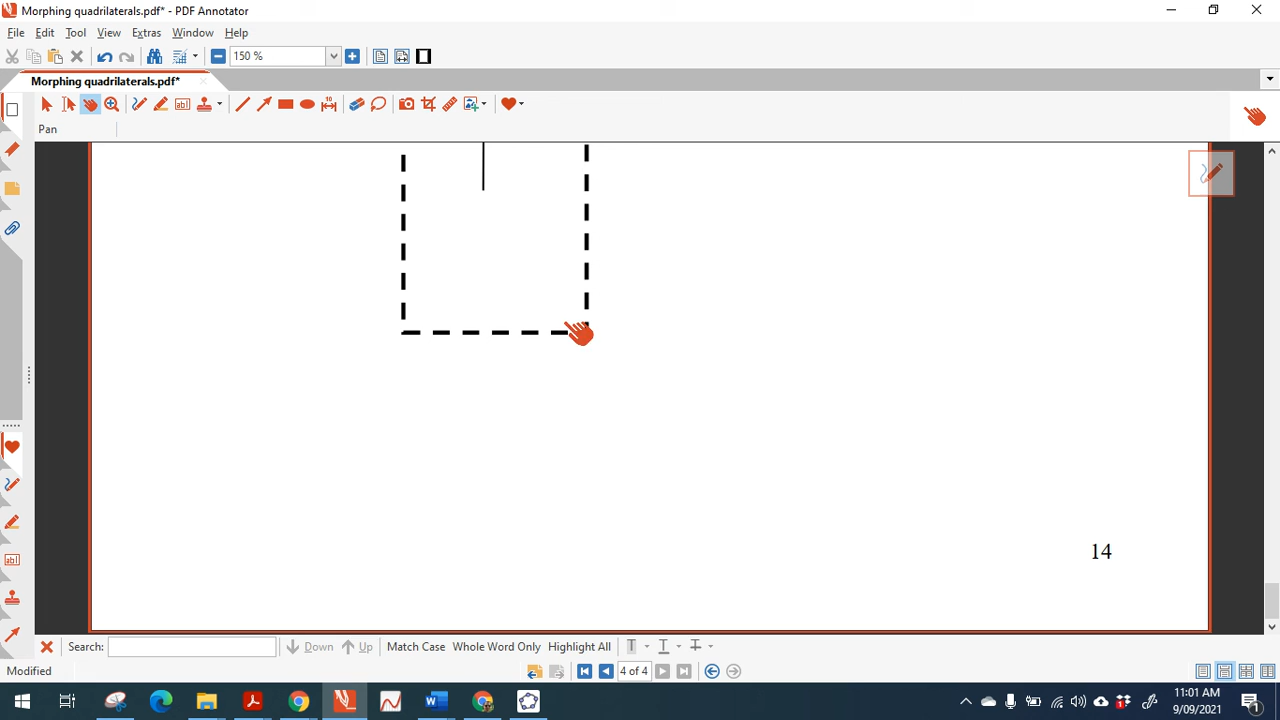 Morphing quadrilaterals.pdf* - PDF Annotator
File Edit Tool View Extras Window Help
150 %
Morphing quadrilaterals.pdf*
Pan
14
Search: Down Up Match Case Whole Word Only Highlight All
Modified
4 of 4
11:01 AM
9/09/2021